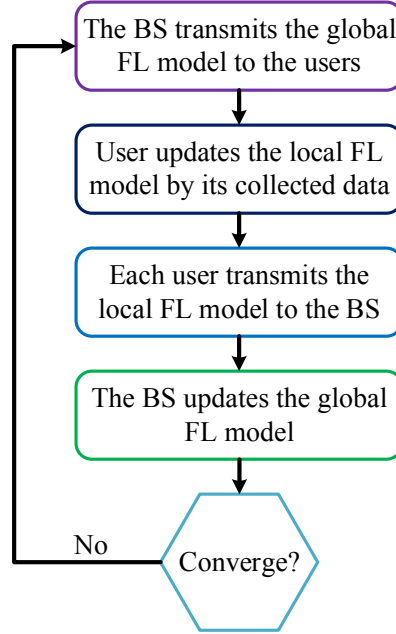 The BS transmits the global
FL model to the users
User updates the local FL
model by its collected data
Each user transmits the
local FL model to the BS
The BS updates the global
FL model
No
Converge?